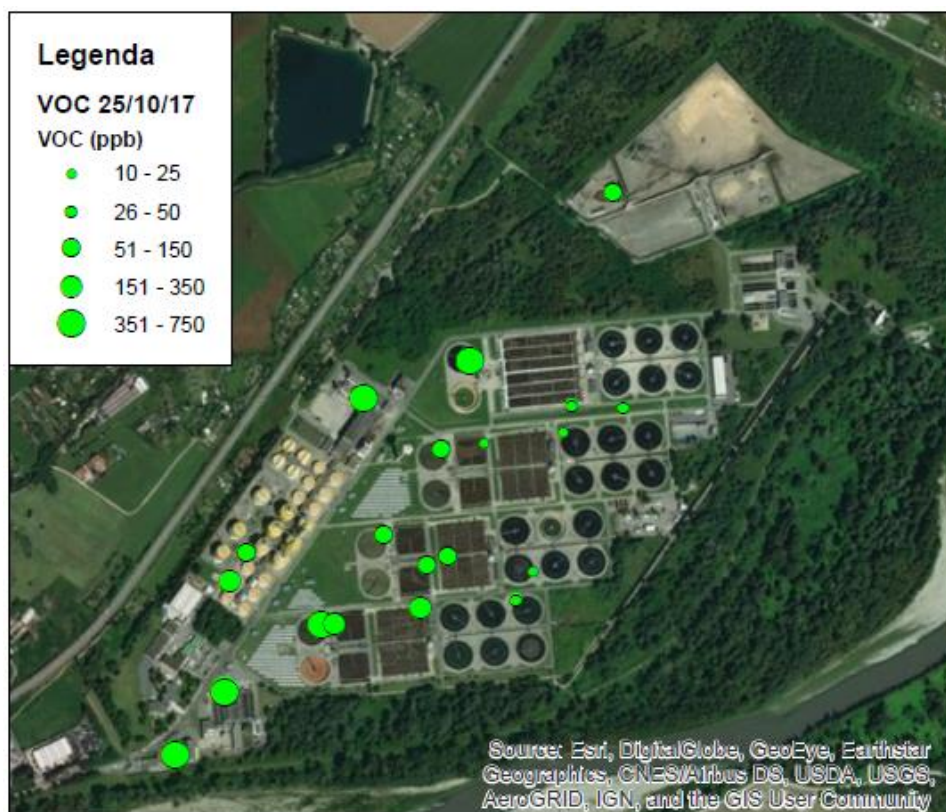 Legenda
VOC 25/10/17
VOC (ppb)
10 - 25
26 - 50
51 - 150
151 - 350
351 - 750
Source: Esri, DigitalGlobe, GeoEye, Earthstar
Geographics, CNES/Airbus DS, USDA, USGS,
AeroGRID, IGN, and the GIS User Community